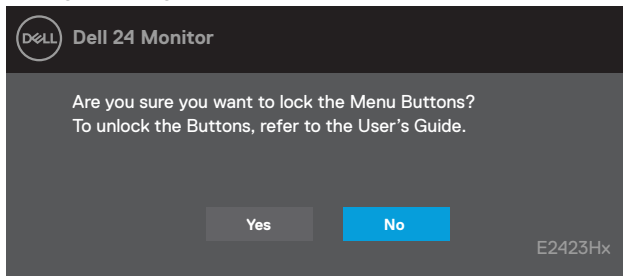 DELL Dell 24 Monitor
Are you sure you want to lock the Menu Buttons?
To unlock the Buttons, refer to the User’s Guide.
Yes No
E2423Hx